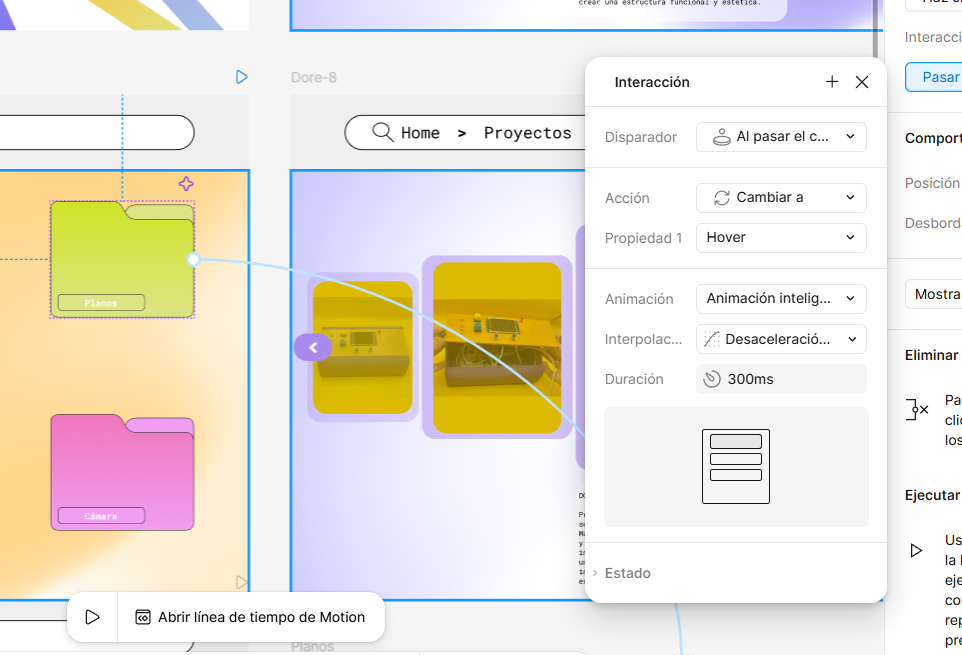 crear una estructura funcional y estética.
Interacci
Pasar
Dore-8
Home > Proyectos
Interacción
Disparador
Al pasar el c...
Acción
Cambiar a
Propiedad 1
Hover
Animación
Animación intelig...
Interpolac...
Desaceleració...
Duración
300ms
Estado
Comport
Posición
Desborda
Mostra
Eliminar
Pa
clic
los
Ejecutar
Us
la
eje
co
rep
pre
Planos
Cámara
Abrir línea de tiempo de Motion
Planos